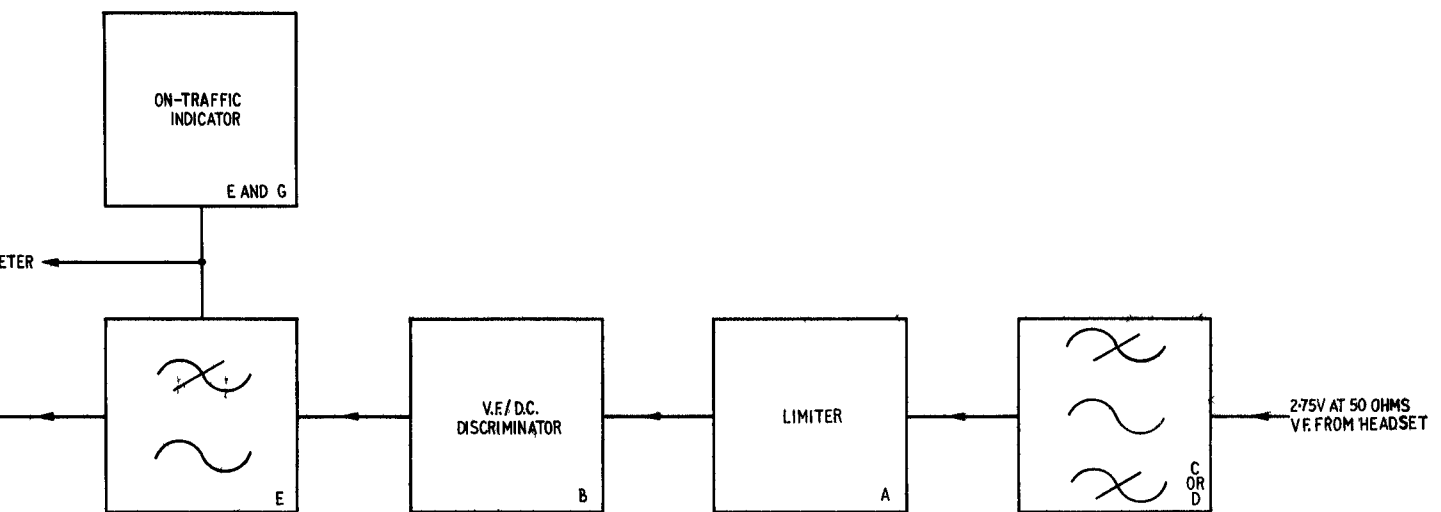 ON-TRAFFIC
INDICATOR
E AND G
ETER
E
V.F./D.C.
DISCRIMINATOR
B
LIMITER
A
C
OR
D
2·75V AT 50 OHMS
V.F. FROM HEADSET